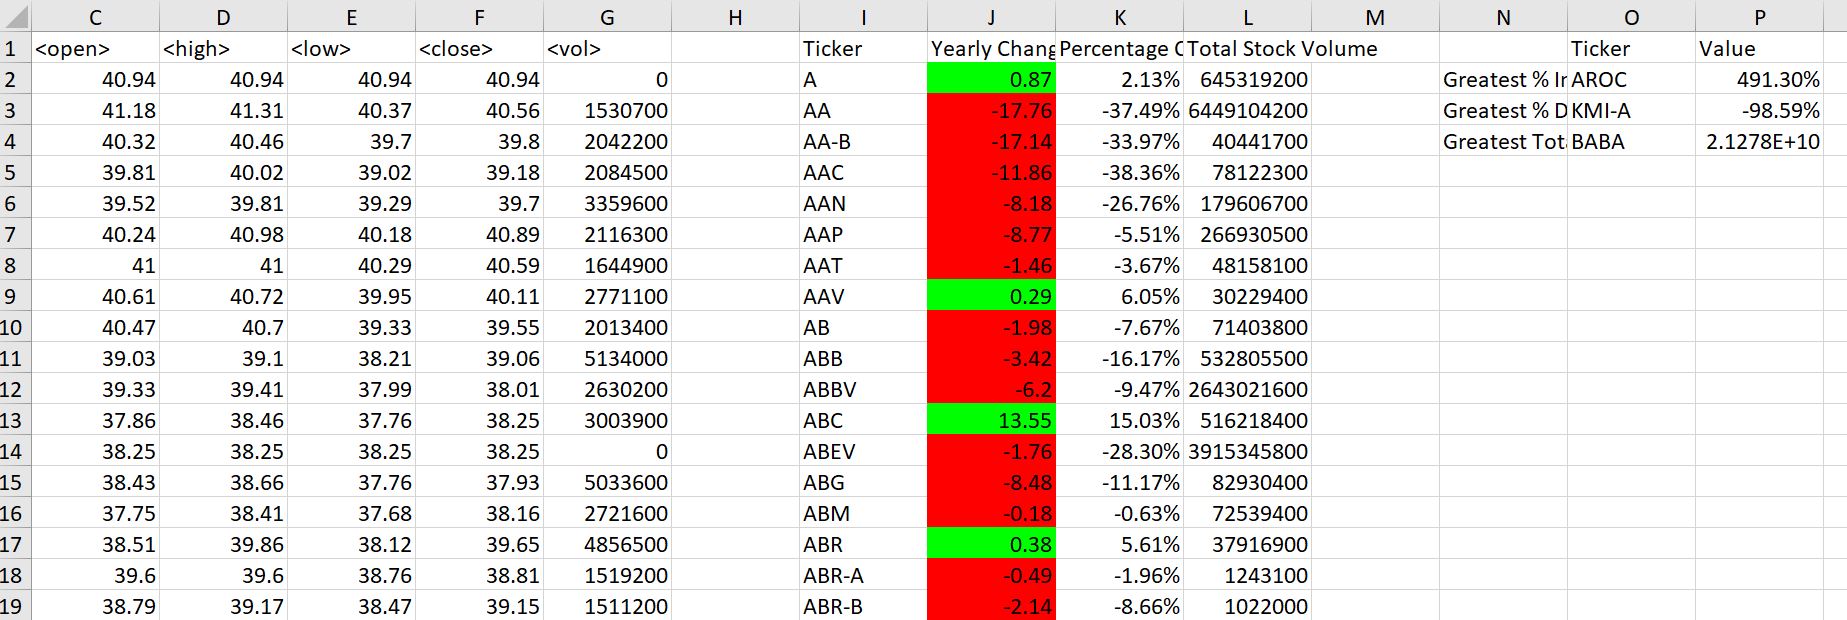 C D E F G H I J K L M N O P
1 <open> <high> <low> <close> <vol> Ticker Yearly Chang Percentage C Total Stock Volume Ticker Value
2 40.94 40.94 40.94 40.94 0 A 0.87 2.13% 645319200 Greatest % In AROC 491.30%
3 41.18 41.31 40.37 40.56 1530700 AA -17.76 -37.49% 6449104200 Greatest % D KMI-A -98.59%
4 40.32 40.46 39.7 39.8 2042200 AA-B -17.14 -33.97% 40441700 Greatest Tota BABA 2.1278E+10
5 39.81 40.02 39.02 39.18 2084500 AAC -11.86 -38.36% 78122300
6 39.52 39.81 39.29 39.7 3359600 AAN -8.18 -26.76% 179606700
7 40.24 40.98 40.18 40.89 2116300 AAP -8.77 -5.51% 266930500
8 41 41 40.29 40.59 1644900 AAT -1.46 -3.67% 48158100
9 40.61 40.72 39.95 40.11 2771100 AAV 0.29 6.05% 30229400
10 40.47 40.7 39.33 39.55 2013400 AB -1.98 -7.67% 71403800
11 39.03 39.1 38.21 39.06 5134000 ABB -3.42 -16.17% 532805500
12 39.33 39.41 37.99 38.01 2630200 ABBV -6.2 -9.47% 2643021600
13 37.86 38.46 37.76 38.25 3003900 ABC 13.55 15.03% 516218400
14 38.25 38.25 38.25 38.25 0 ABEV -1.76 -28.30% 3915345800
15 38.43 38.66 37.76 37.93 5033600 ABG -8.48 -11.17% 82930400
16 37.75 38.41 37.68 38.16 2721600 ABM -0.18 -0.63% 72539400
17 38.51 39.86 38.12 39.65 4856500 ABR 0.38 5.61% 37916900
18 39.6 39.6 38.76 38.81 1519200 ABR-A -0.49 -1.96% 1243100
19 38.79 39.17 38.47 39.15 1511200 ABR-B -2.14 -8.66% 1022000